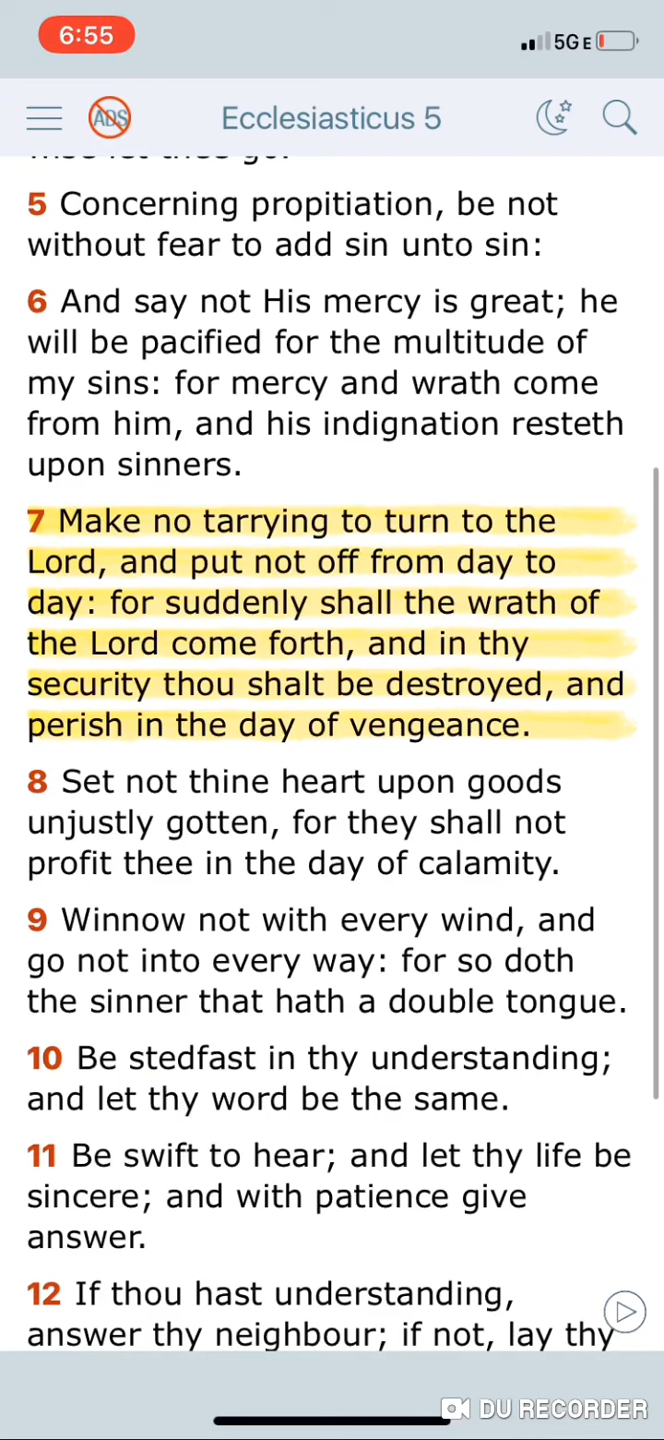 6:55
5G E
ADS
Ecclesiasticus 5
5 Concerning propitiation, be not
without fear to add sin unto sin:
6 And say not His mercy is great; he
will be pacified for the multitude of
my sins: for mercy and wrath come
from him, and his indignation resteth
upon sinners.
7 Make no tarrying to turn to the
Lord, and put not off from day to
day: for suddenly shall the wrath of
the Lord come forth, and in thy
security thou shalt be destroyed, and
perish in the day of vengeance.
8 Set not thine heart upon goods
unjustly gotten, for they shall not
profit thee in the day of calamity.
9 Winnow not with every wind, and
go not into every way: for so doth
the sinner that hath a double tongue.
10 Be stedfast in thy understanding;
and let thy word be the same.
11 Be swift to hear; and let thy life be
sincere; and with patience give
answer.
12 If thou hast understanding,
answer thy neighbour; if not, lay thy
DU RECORDER